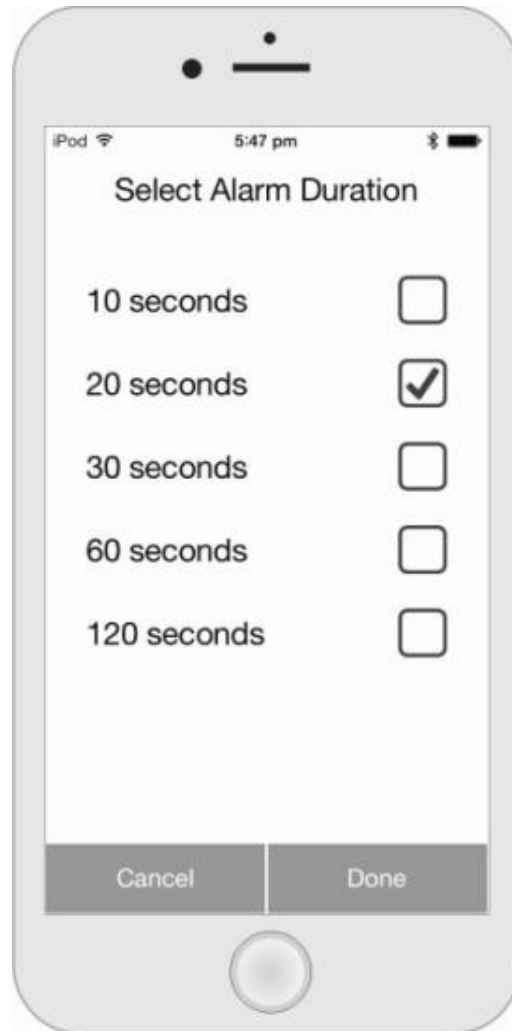 iPod 5:47 pm
Select Alarm Duration
10 seconds
20 seconds
30 seconds
60 seconds
120 seconds
Cancel Done